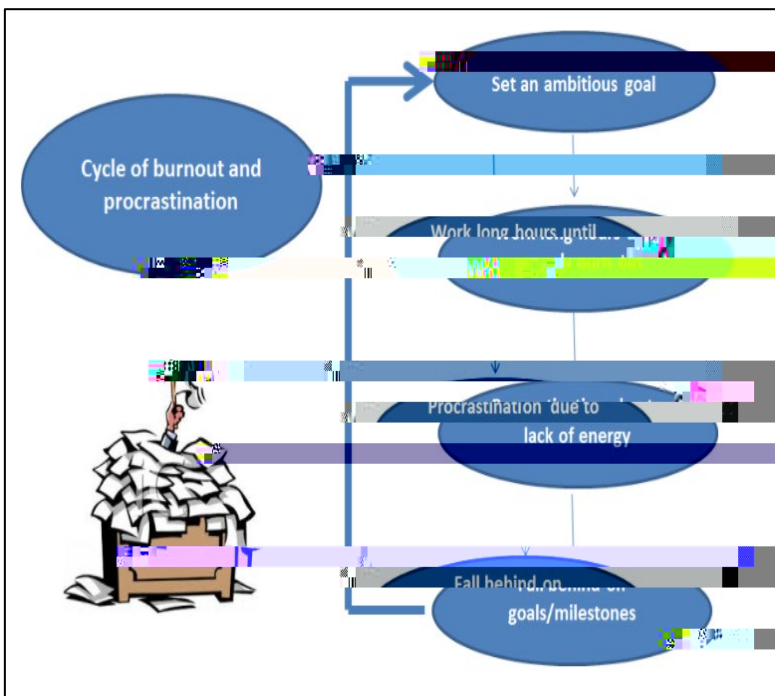 Cycle of burnout and
procrastination
Set an ambitious goal
Work long hours until
Procrastination due to
lack of energy
Fall behind on
goals/milestones